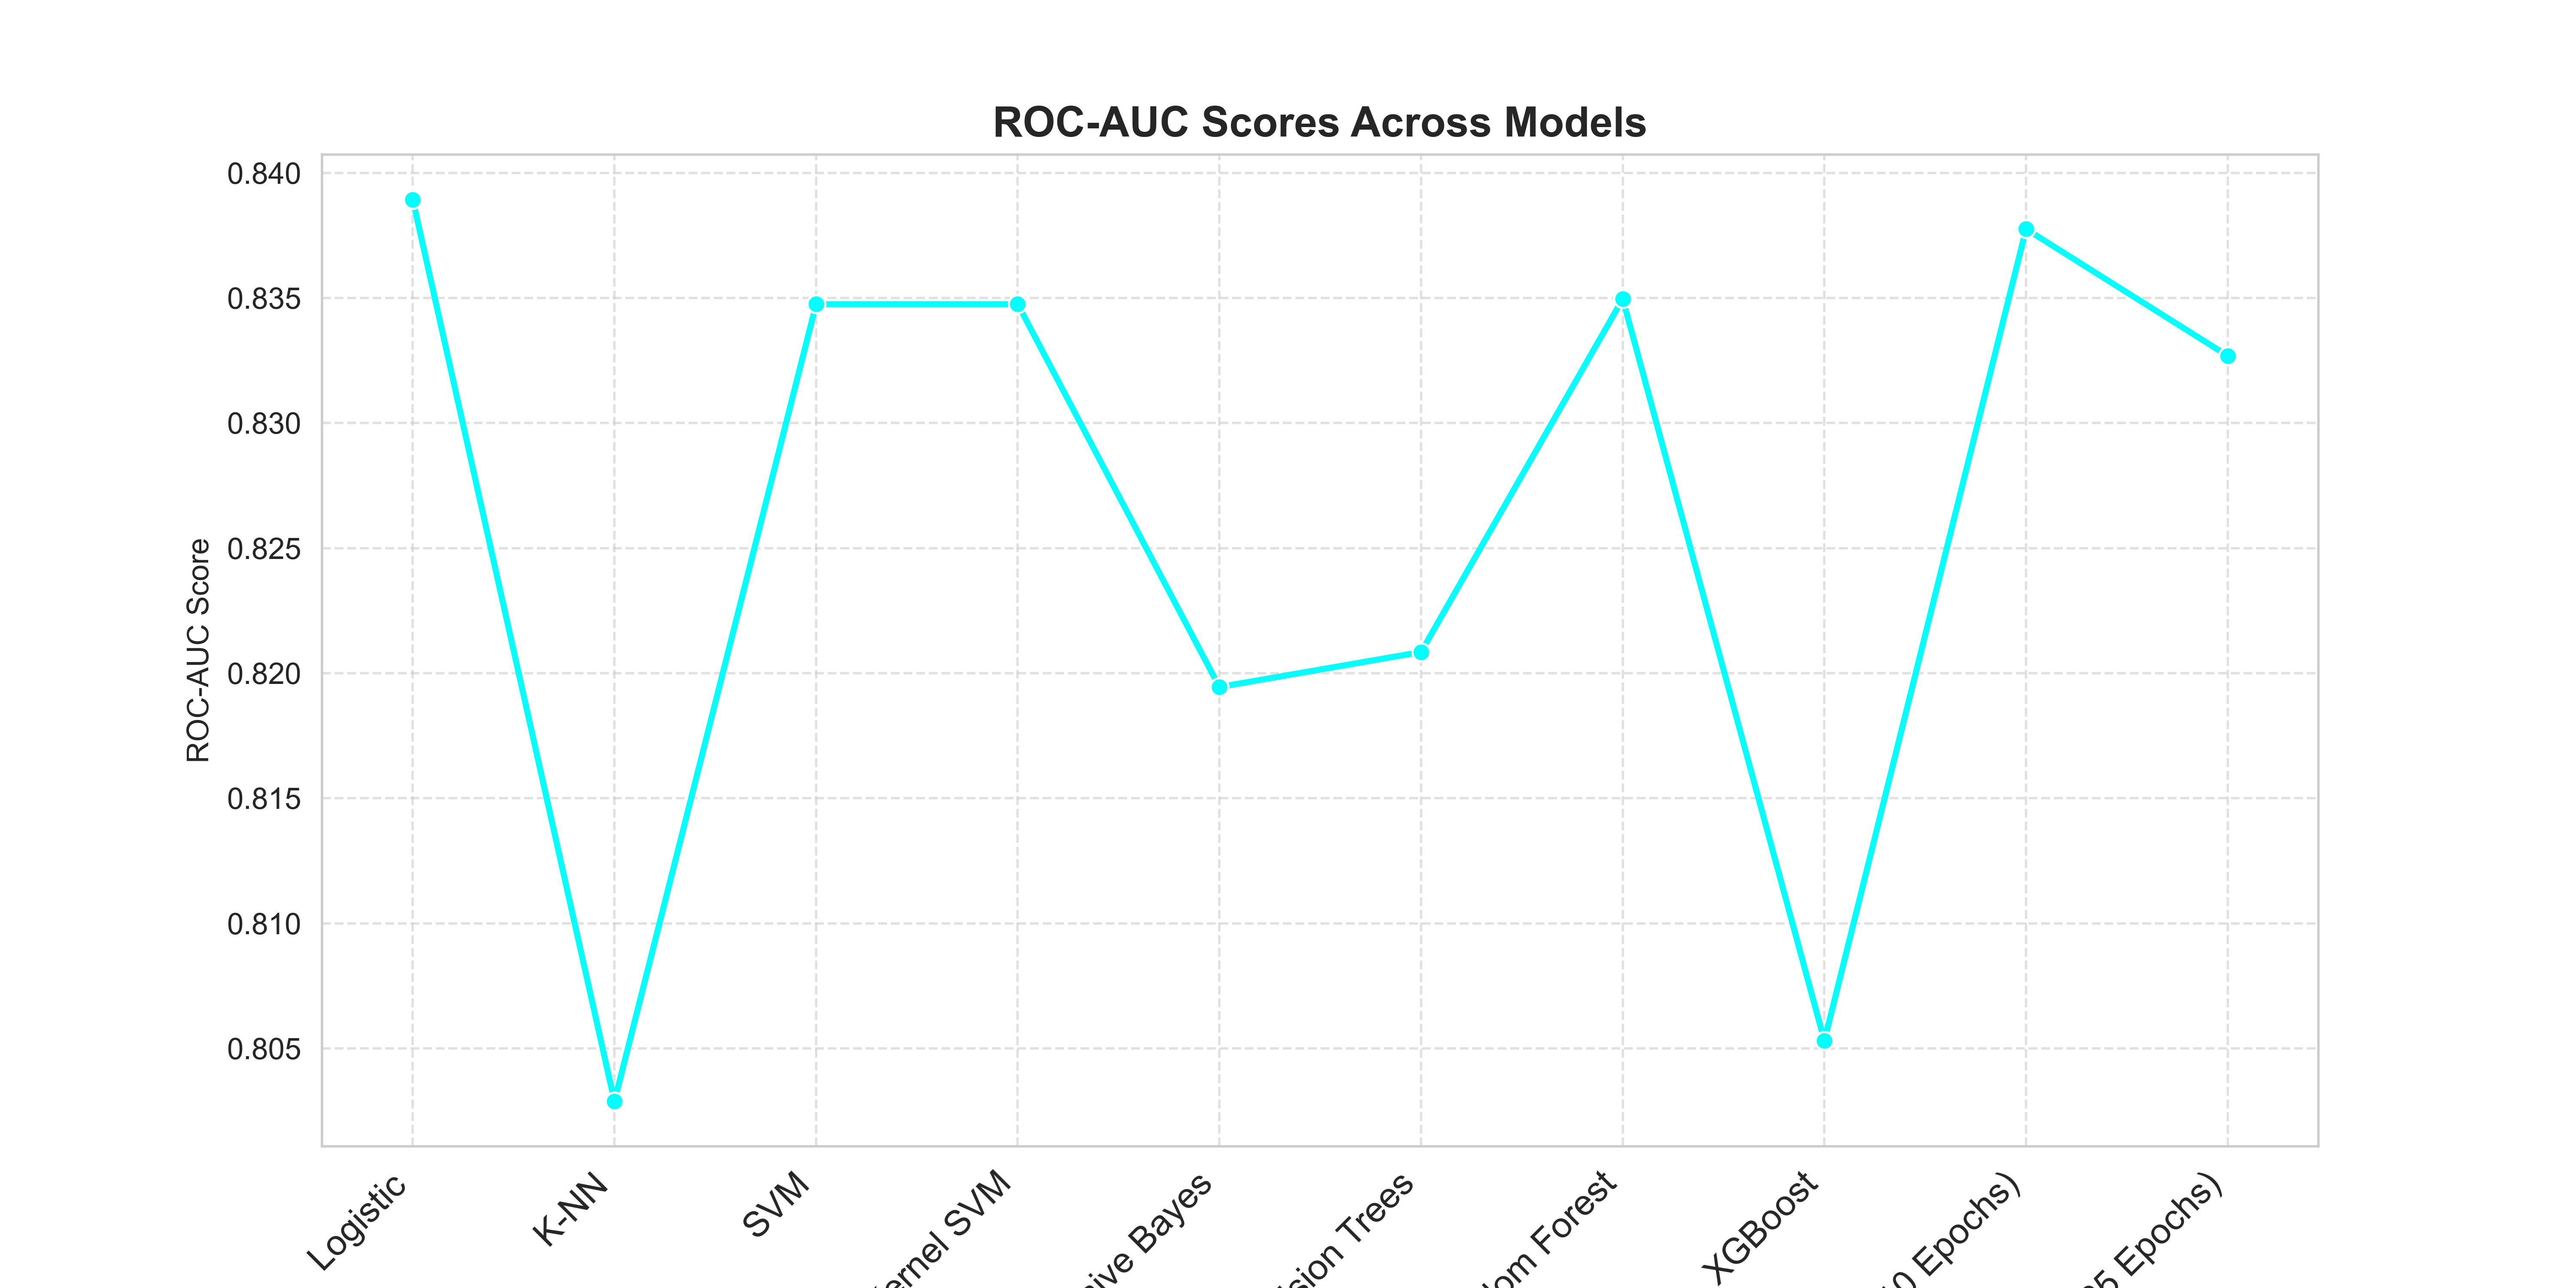 ROC-AUC Scores Across Models
0.840
0.835
0.830
0.825
0.820
0.815
0.810
0.805
ROC-AUC Score
Logistic
K-NN
SVM
ernel SVM
ive Bayes
sion Trees
dom Forest
XGBoost
0 Epochs)
5 Epochs)